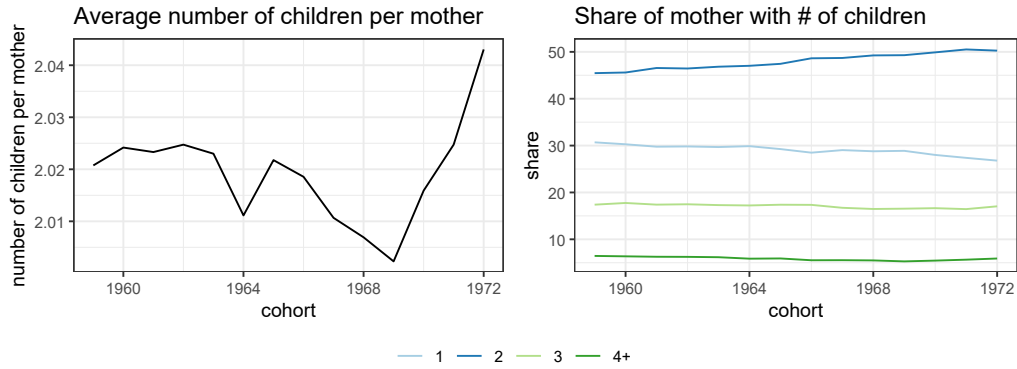 Average number of children per mother
number of children per mother
2.04
2.03
2.02
2.01
1960 1964 1968 1972
cohort
Share of mother with # of children
share
50
40
30
20
10
1960 1964 1968 1972
cohort
1 2 3 4+